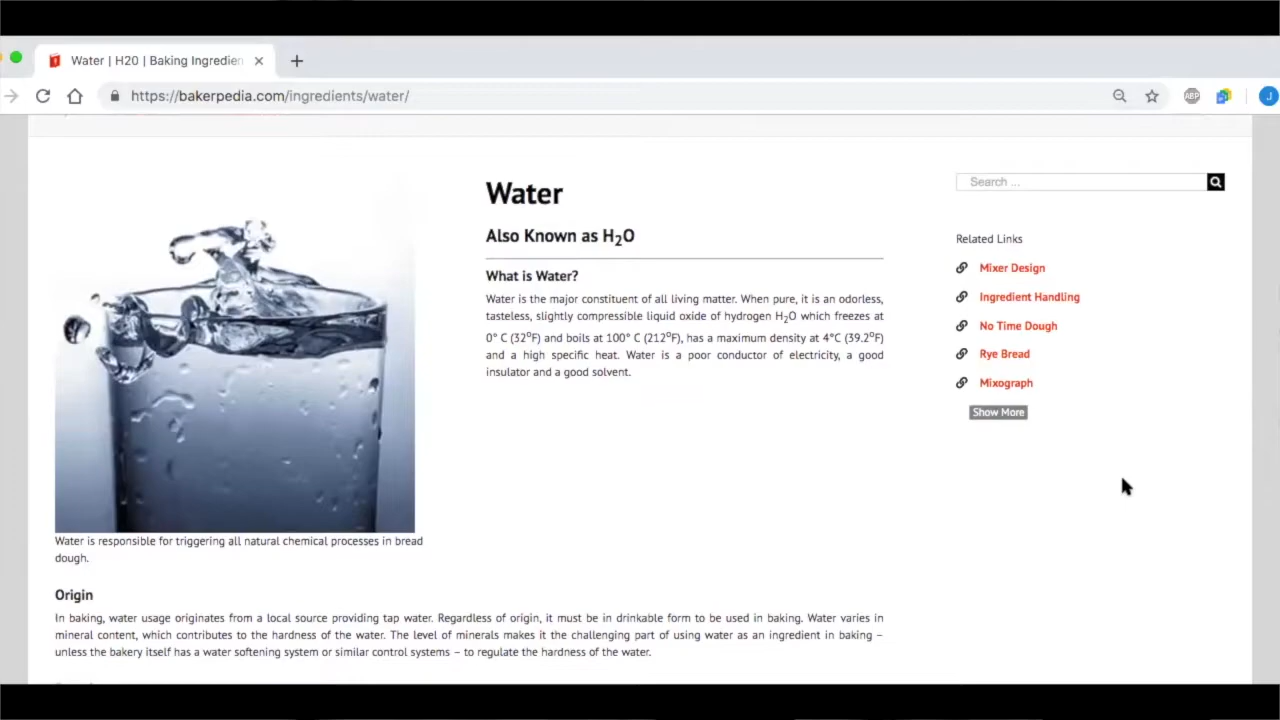 Water | H20 | Baking Ingredien
https://bakerpedia.com/ingredients/water/
ABP
J
Water
Also Known as H2O
What is Water?
Water is the major constituent of all living matter. When pure, it is an odorless,
tasteless, slightly compressible liquid oxide of hydrogen H2O which freezes at
0° C (32ºF) and boils at 100° C (212ºF), has a maximum density at 4°C (39.2ºF)
and a high specific heat. Water is a poor conductor of electricity, a good
insulator and a good solvent.
Search ...
Related Links
Mixer Design
Ingredient Handling
No Time Dough
Rye Bread
Mixograph
Show More
Water is responsible for triggering all natural chemical processes in bread
dough.
Origin
In baking, water usage originates from a local source providing tap water. Regardless of origin, it must be in drinkable form to be used in baking. Water varies in
mineral content, which contributes to the hardness of the water. The level of minerals makes it the challenging part of using water as an ingredient in baking –
unless the bakery itself has a water softening system or similar control systems – to regulate the hardness of the water.